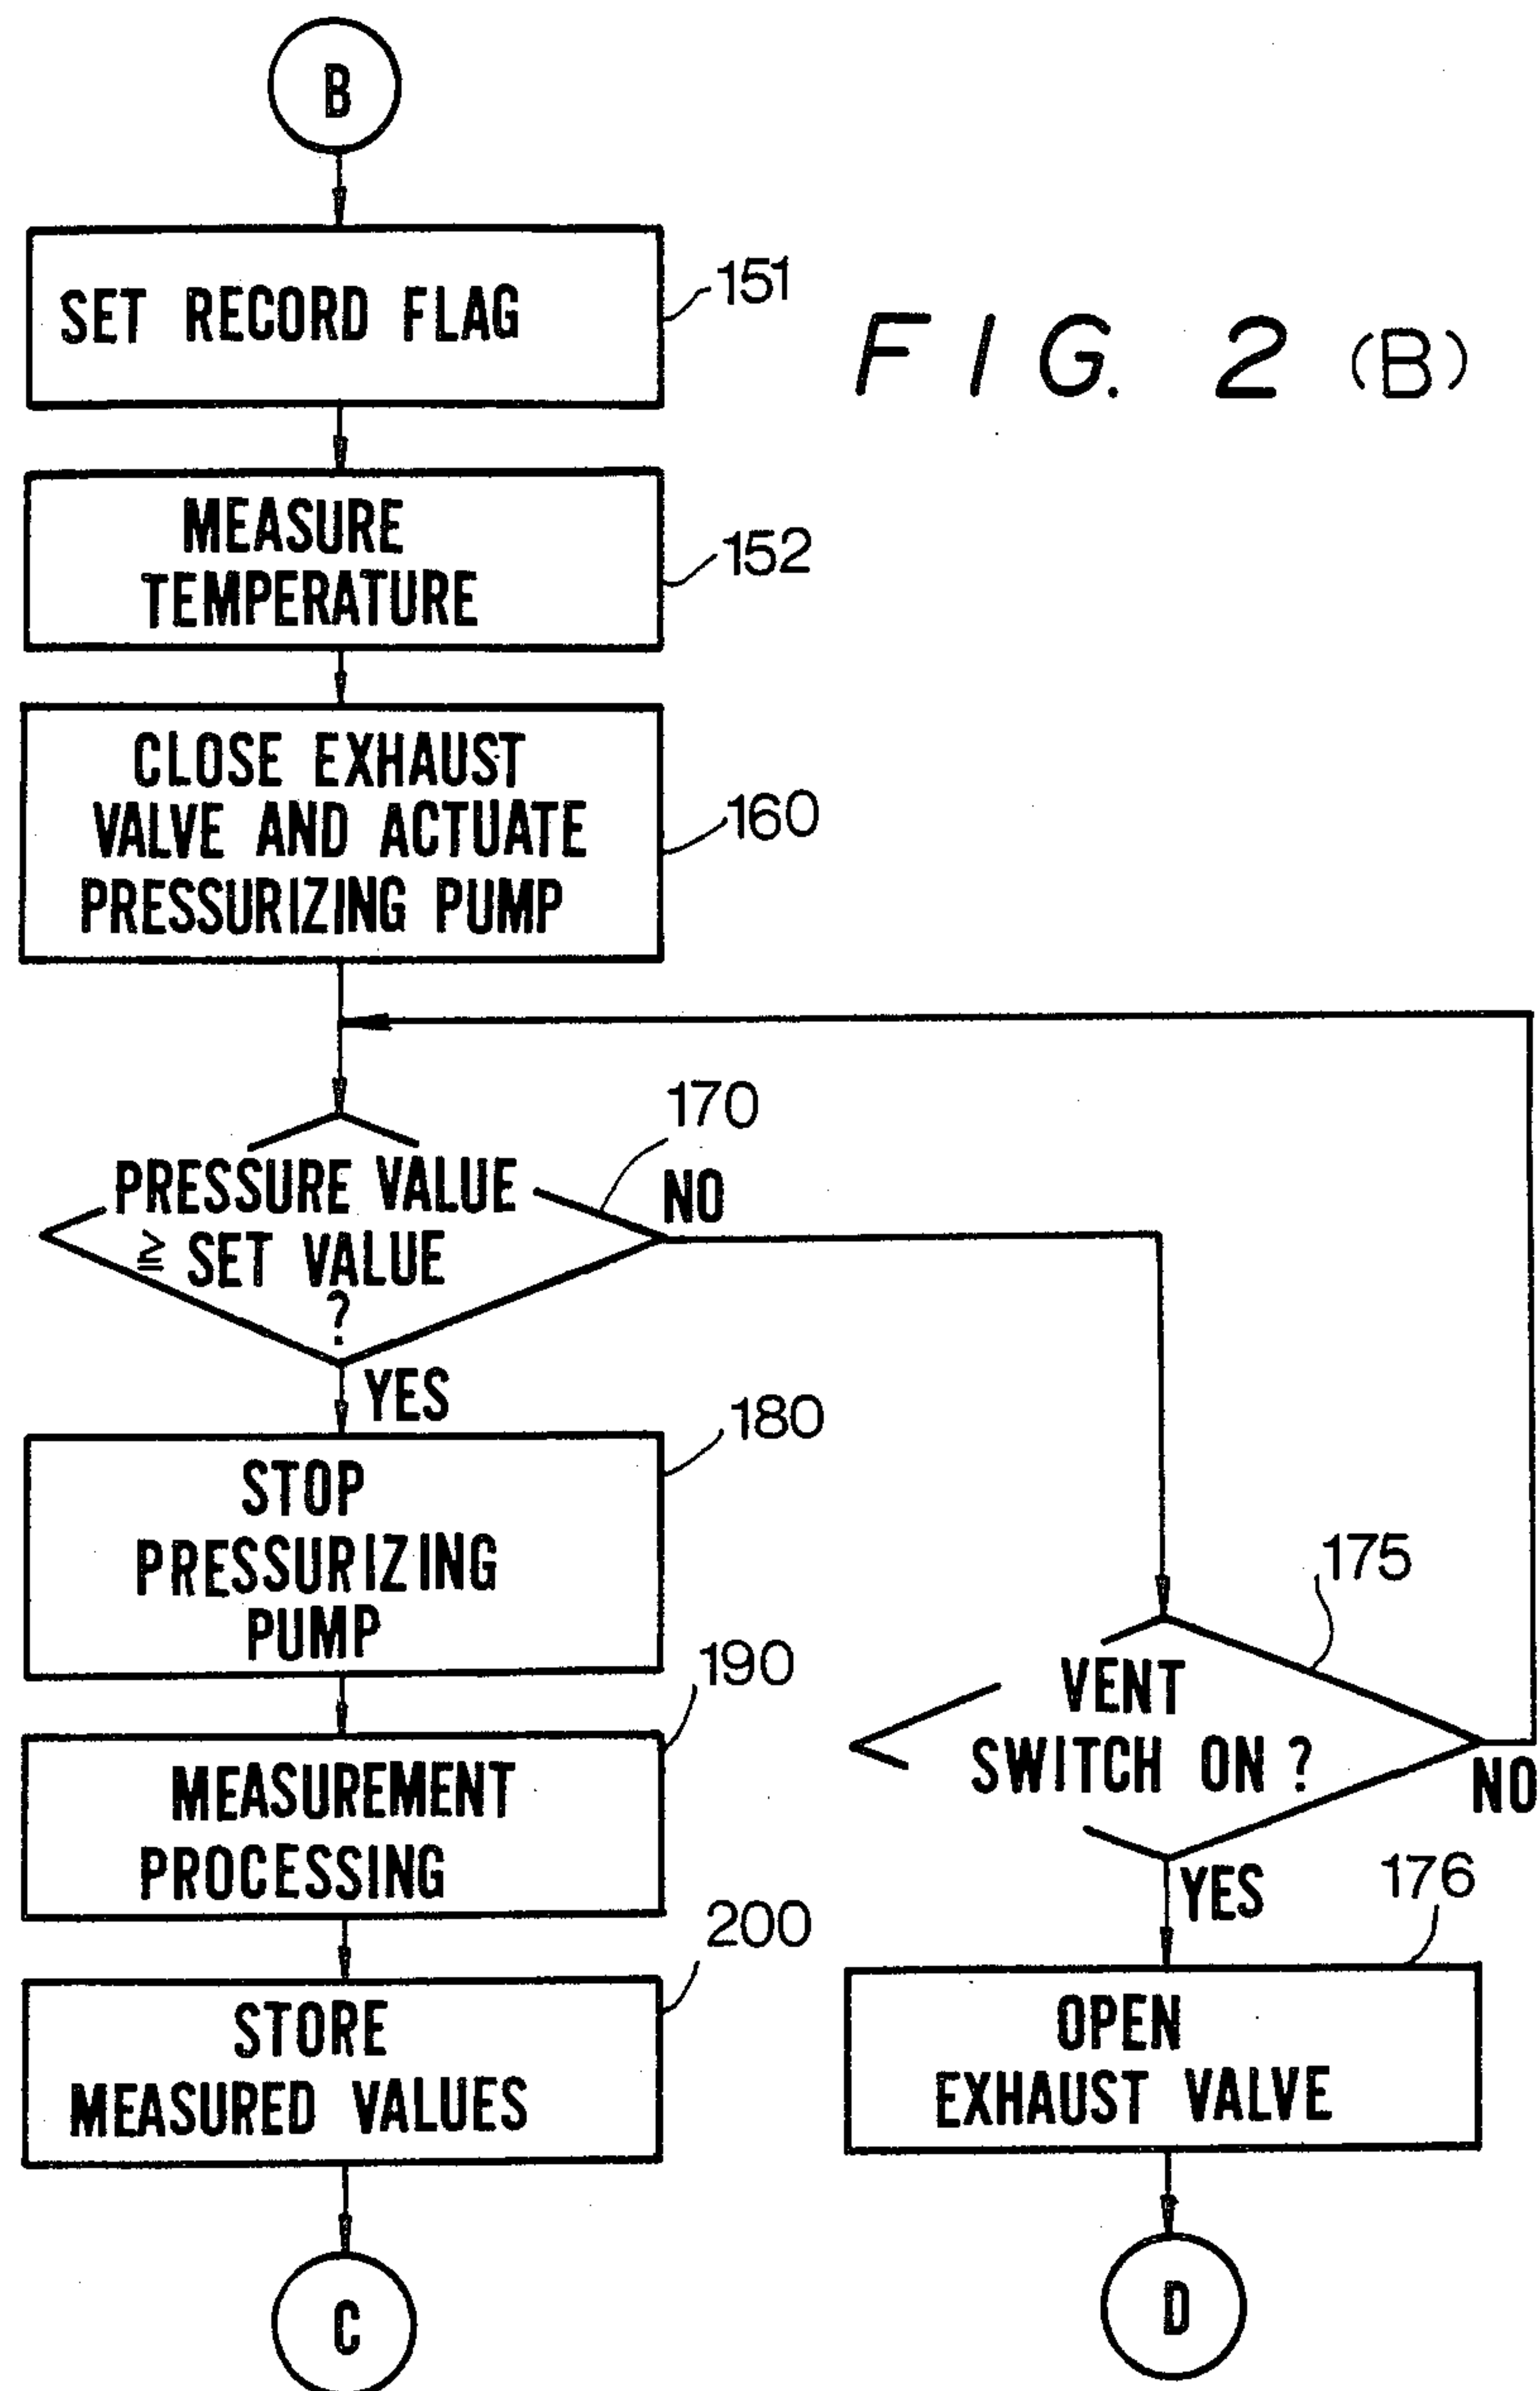 B
SET RECORD FLAG
151
FIG. 2 (B)
MEASURE
TEMPERATURE
152
CLOSE EXHAUST
VALVE AND ACTUATE
PRESSURIZING PUMP
160
170
PRESSURE VALUE
≧ SET VALUE
?
NO
YES
180
STOP
PRESSURIZING
PUMP
175
VENT
SWITCH ON ?
NO
YES
190
MEASUREMENT
PROCESSING
176
OPEN
EXHAUST VALVE
200
STORE
MEASURED VALUES
C
D